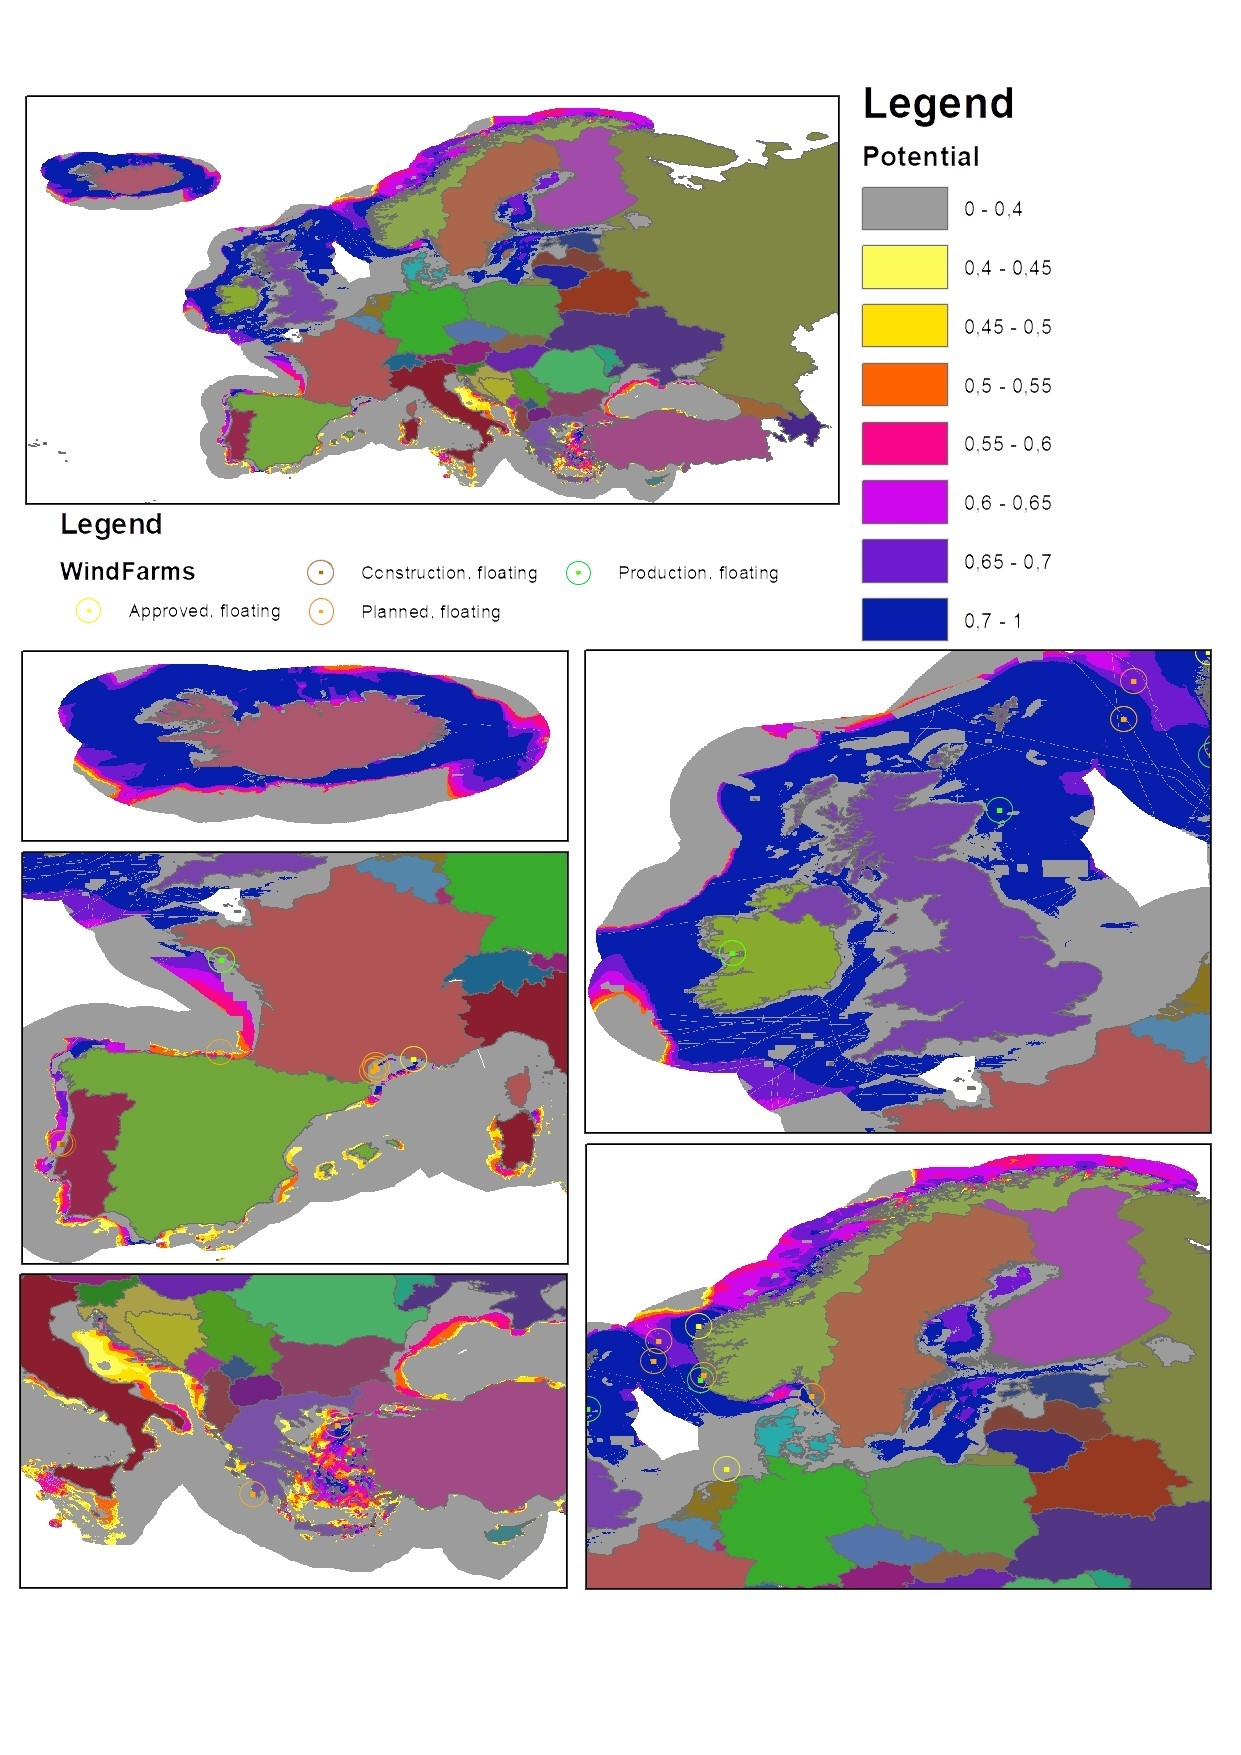 Legend
Potential
0 - 0,4
0,4 - 0,45
0,45 - 0,5
0,5 - 0,55
0,55 - 0,6
0,6 - 0,65
0,65 - 0,7
0,7 - 1
Legend
WindFarms
Construction, floating
Production, floating
Approved, floating
Planned, floating